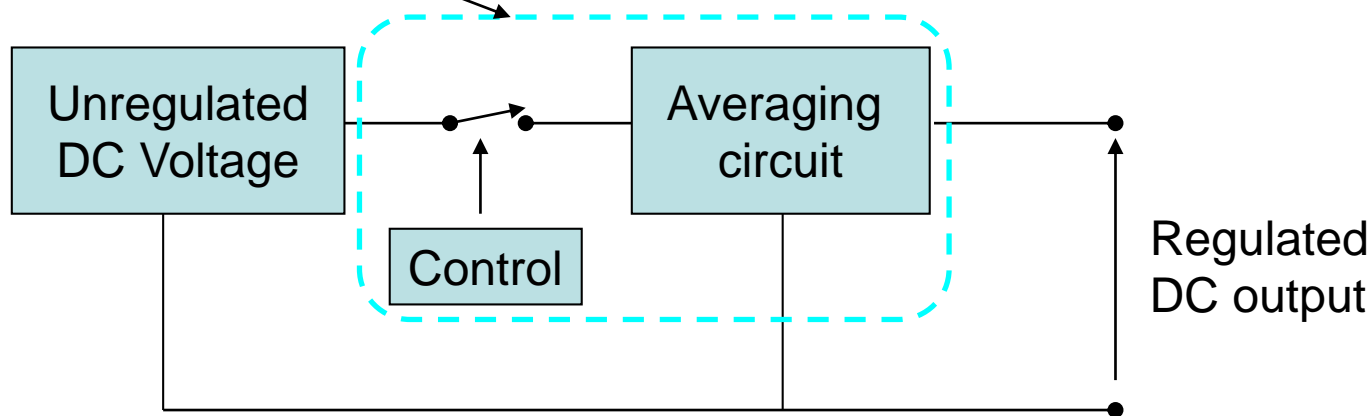 Unregulated
DC Voltage
Averaging
circuit
Control
Regulated
DC output